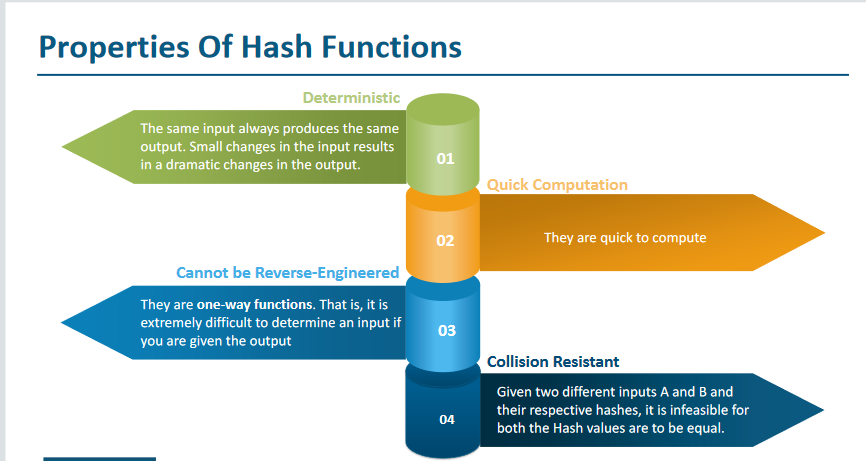 Properties Of Hash Functions
Deterministic
The same input always produces the same
output. Small changes in the input results
in a dramatic changes in the output.
01
Quick Computation
02
They are quick to compute
Cannot be Reverse-Engineered
They are one-way functions. That is, it is
extremely difficult to determine an input if
you are given the output
03
Collision Resistant
04
Given two different inputs A and B and
their respective hashes, it is infeasible for
both the Hash values are to be equal.